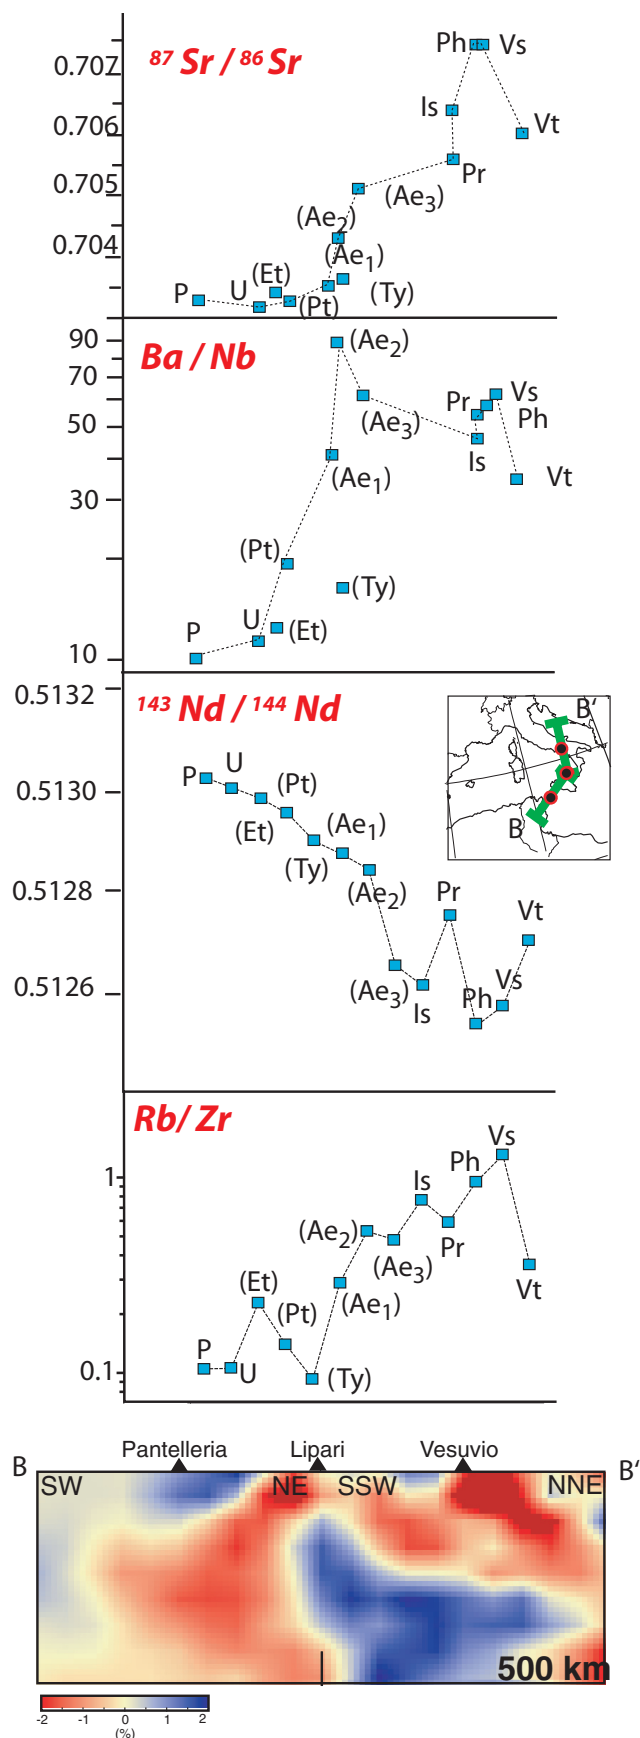 87 Sr / 86 Sr
0.707
0.706
0.705
0.704
Ph
Vs
Is
Vt
Pr
(Ae3)
(Ae2)
(Ae1)
(Et)
P
U
(Pt)
(Ty)
Ba / Nb
90
70
50
30
10
(Ae2)
Pr
Vs
(Ae3)
Ph
Is
(Ae1)
Vt
(Pt)
(Ty)
U
(Et)
P
0.5132
0.5130
0.5128
0.5126
143 Nd / 144 Nd
B'
B
P
U
(Pt)
(Et)
(Ae1)
(Ty)
(Ae2)
Pr
Vt
(Ae3)
Is
Ph
Vs
Rb/ Zr
1
0.1
Vs
Ph
Is
(Ae2)
Pr
(Ae3)
(Et)
(Ae1)
(Pt)
Vt
P
U
(Ty)
Pantelleria Lipari Vesuvio
B B'
SW NE SSW NNE
500 km
-2 -1 0 1 2
(%)